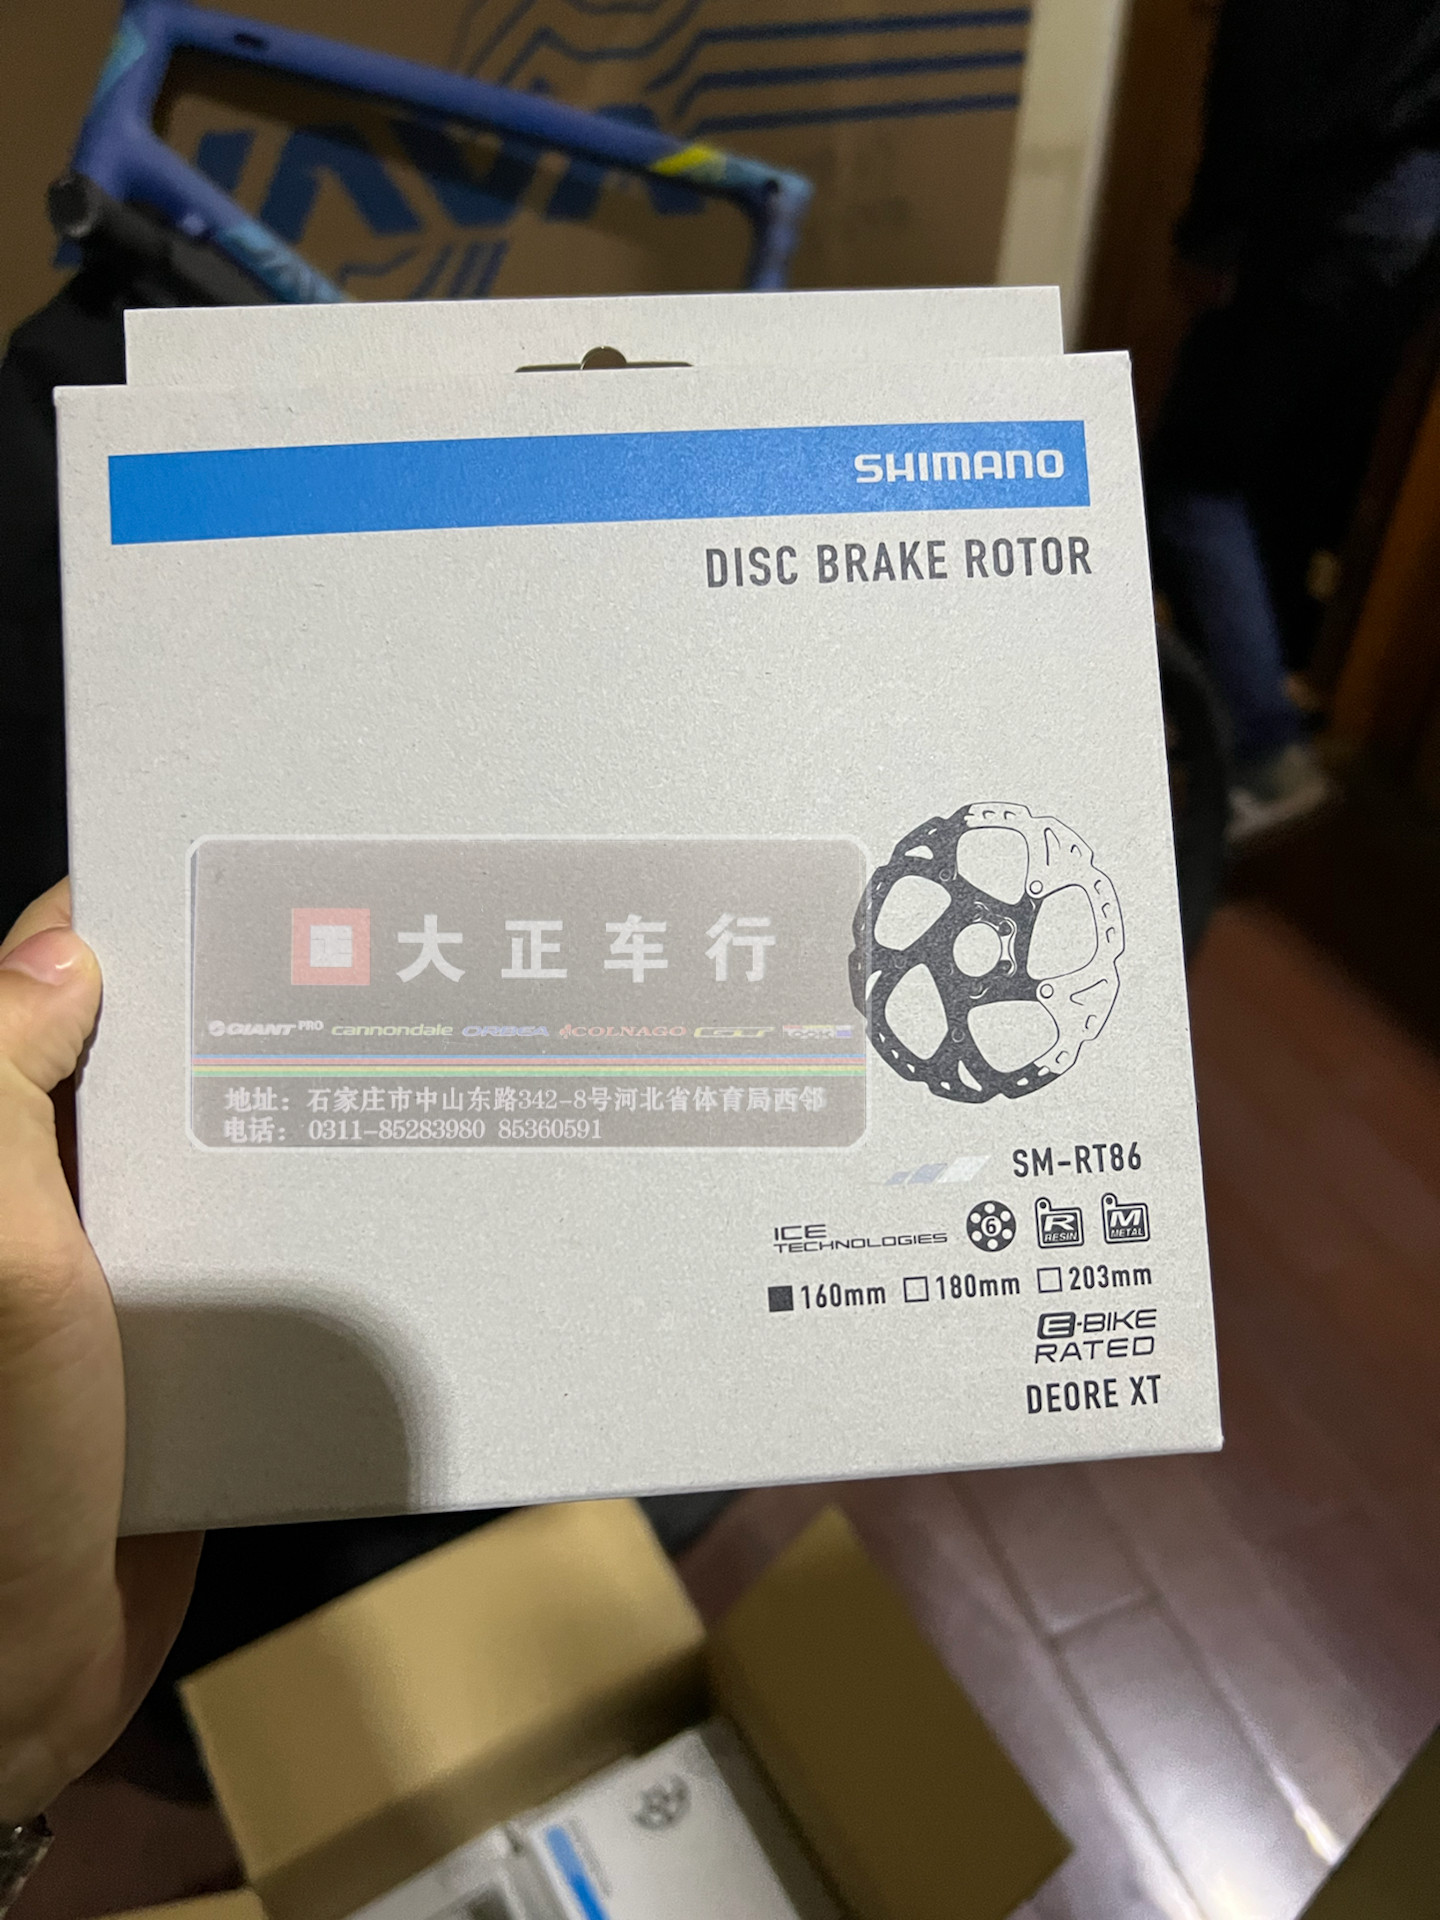 JAVA
SHIMANO
DISC BRAKE ROTOR
大正车行
GIANT PRO cannondale ORBEA COLNAGO GT
地址：石家庄市中山东路342-8号河北省体育局西邻
电话： 0311-85283980 85360591
SM-RT86
ICE TECHNOLOGIES 6 R RESIN M METAL
■160mm □180mm □203mm
E-BIKE
RATED
DEORE XT